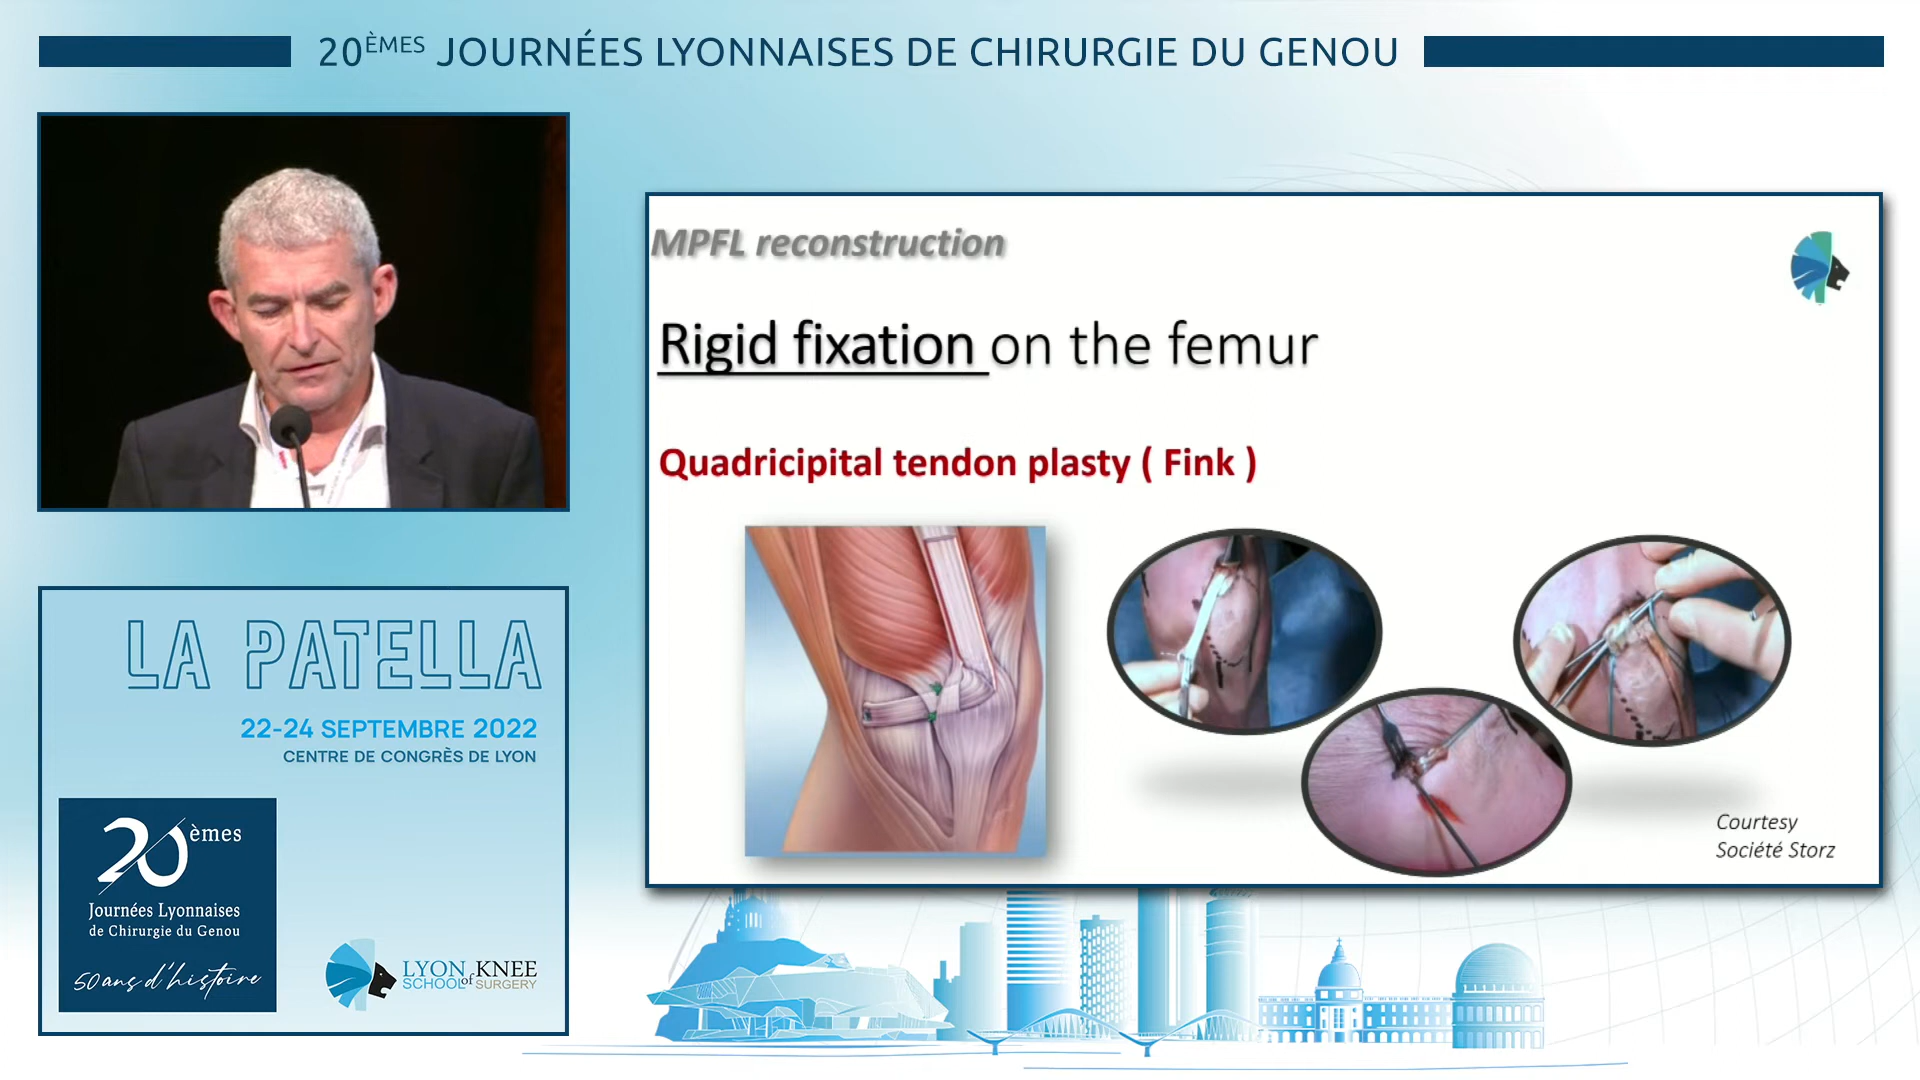 20ÈMES JOURNÉES LYONNAISES DE CHIRURGIE DU GENOU
MPFL reconstruction
Rigid fixation on the femur
Quadricipital tendon plasty ( Fink )
Courtesy
Société Storz
LA PATELLA
22-24 SEPTEMBRE 2022
CENTRE DE CONGRÈS DE LYON
20èmes
Journées Lyonnaises
de Chirurgie du Genou
50 ans d'histoire
LYON KNEE
SCHOOL of SURGERY